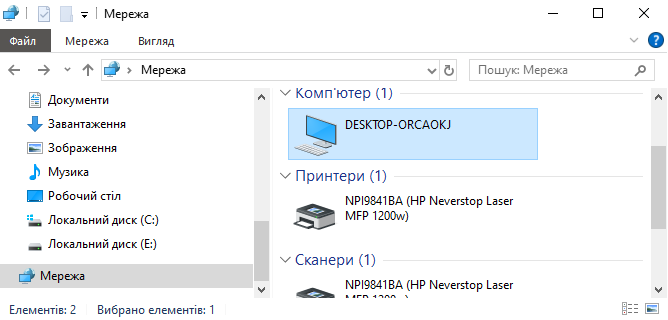 Мережа
Файл
Мережа
Вигляд
Мережа
Пошук: Мережа
Документи
Завантаження
Зображення
Музика
Робочий стіл
Локальний диск (C:)
Локальний диск (E:)
Мережа
Комп'ютер (1)
DESKTOP-ORCAOKJ
Принтери (1)
NPI9841BA (HP Neverstop Laser
MFP 1200w)
Сканери (1)
NPI9841BA (HP Neverstop Laser
MFP 1200w)
Елементів: 2
Вибрано елементів: 1